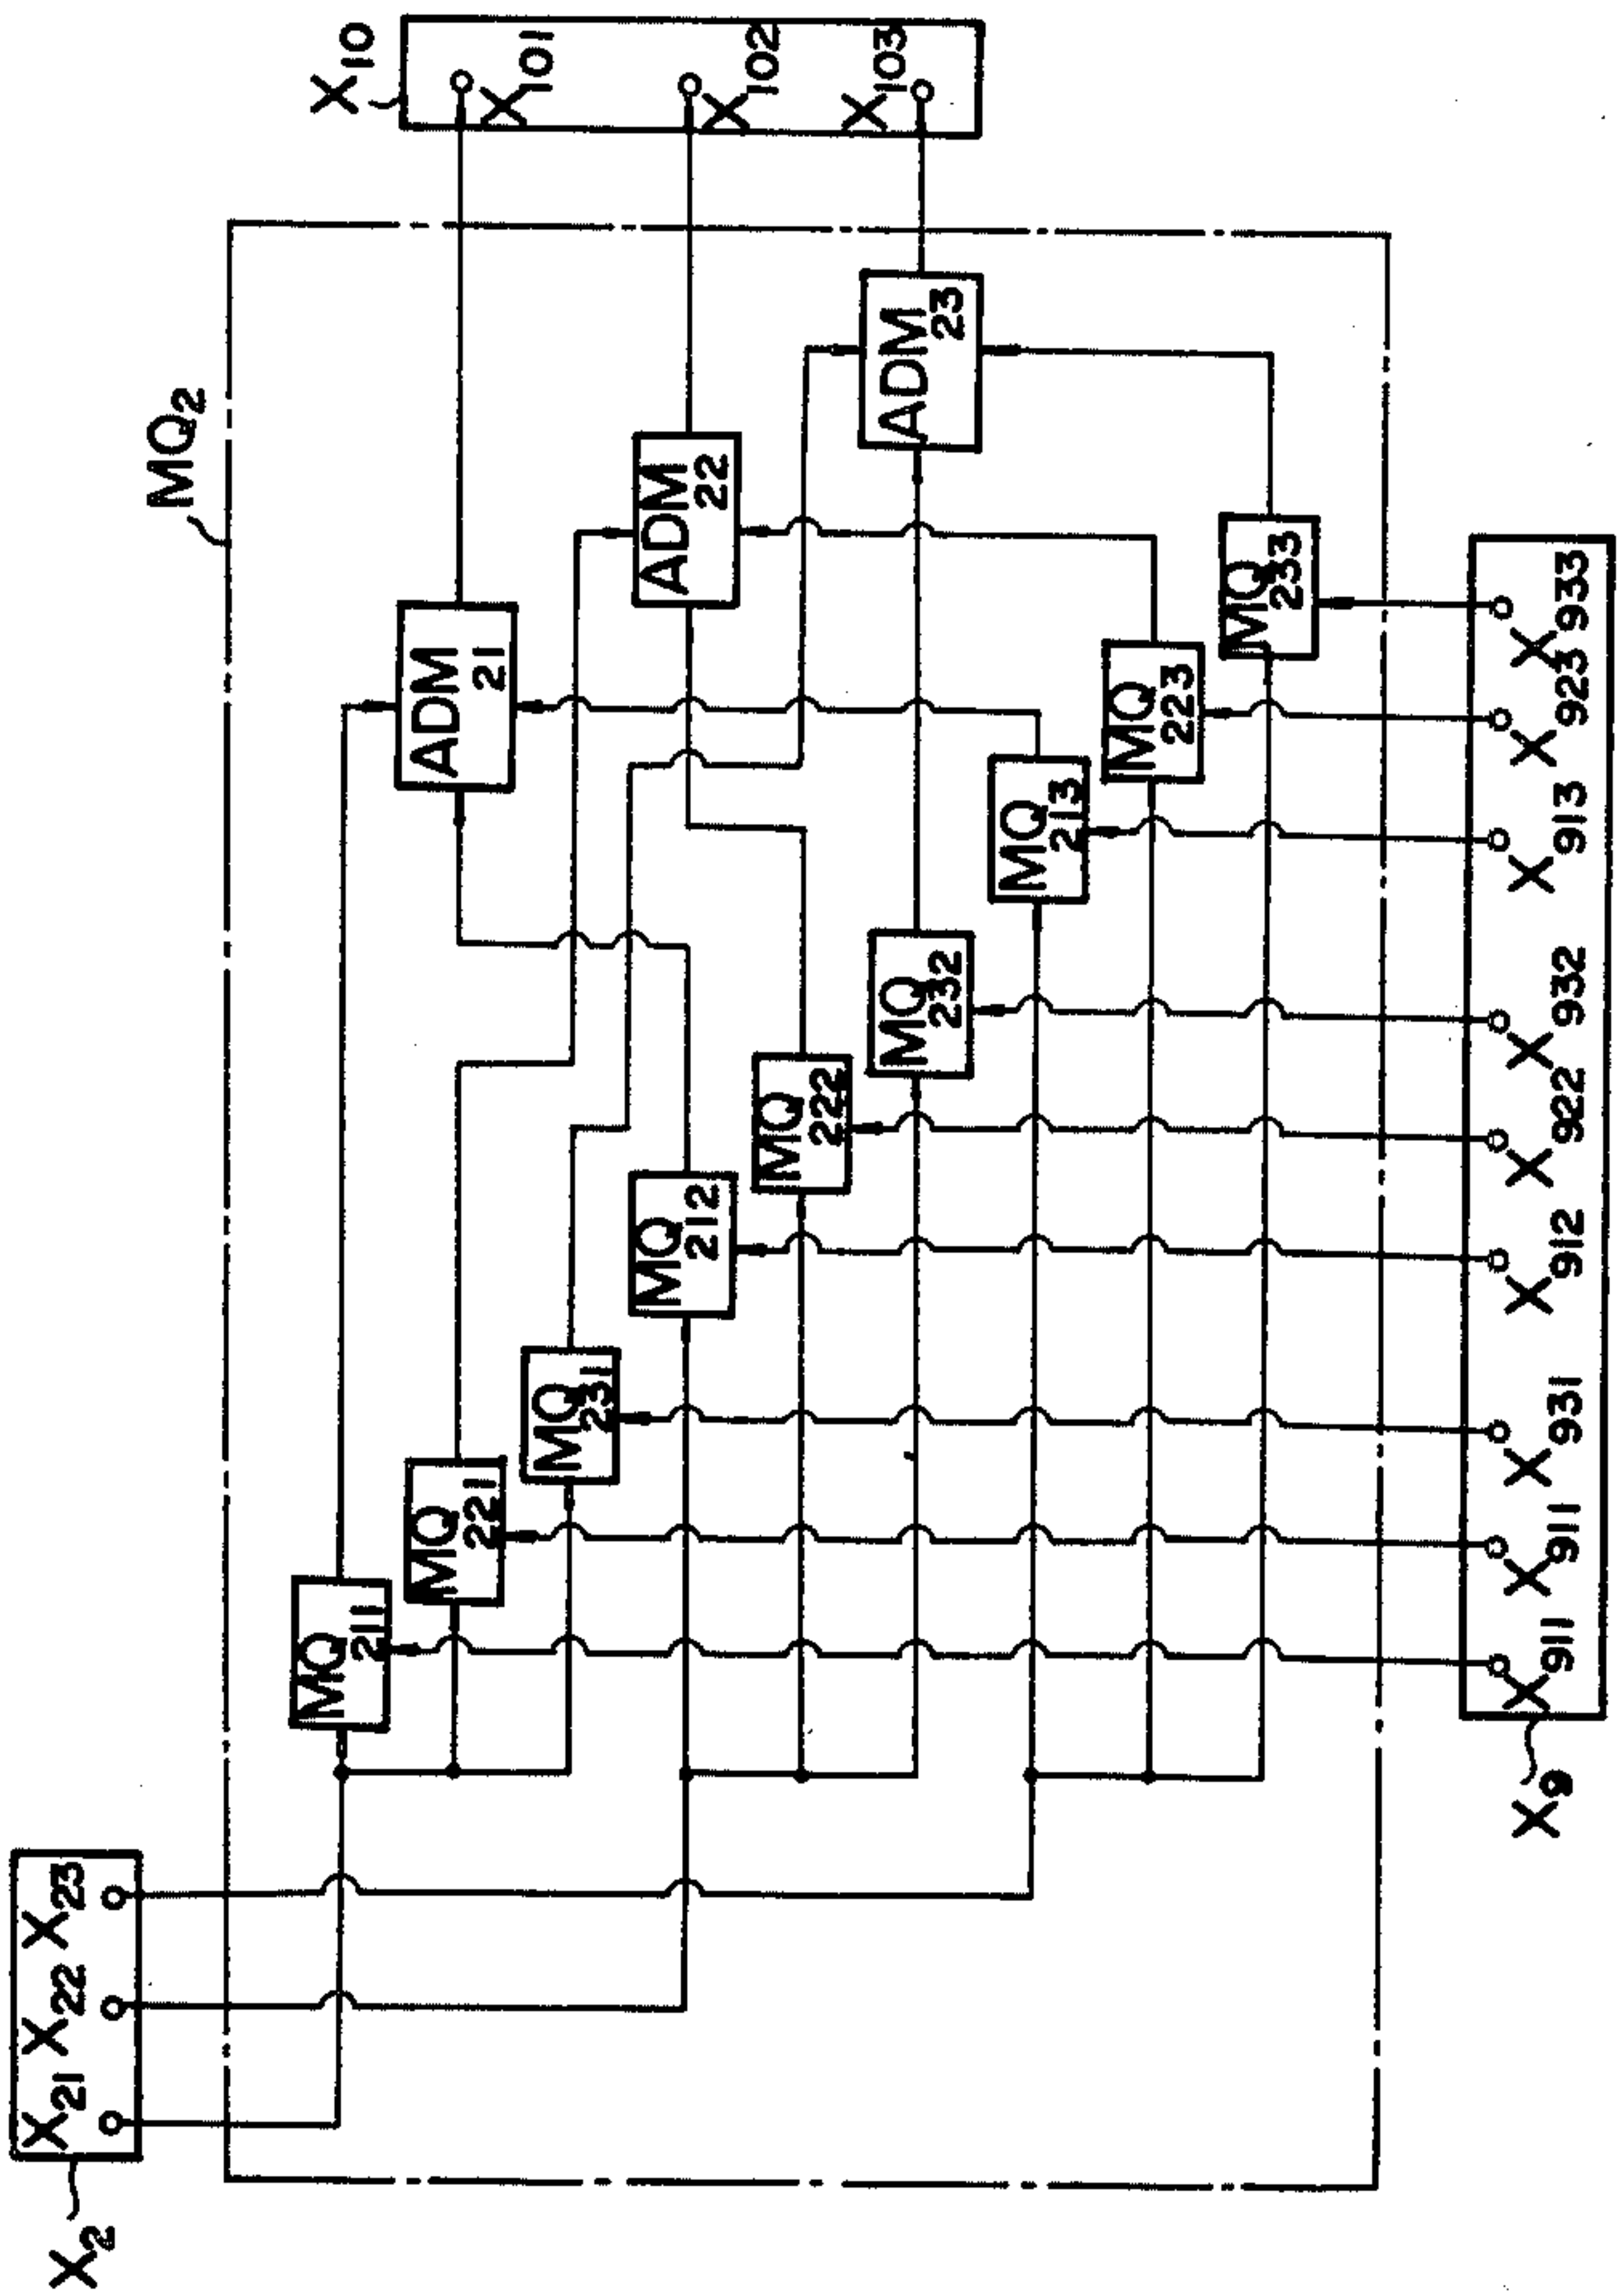 X2
X21 X22 X23
MQ2
X10
X101
X102
X103
ADM 21
ADM 22
ADM 23
MQ 211
MQ 221
MQ 231
MQ 212
MQ 222
MQ 232
MQ 213
MQ 223
MQ 233
X9
X911 X911 X931 X912 X922 X932 X913 X923 X933